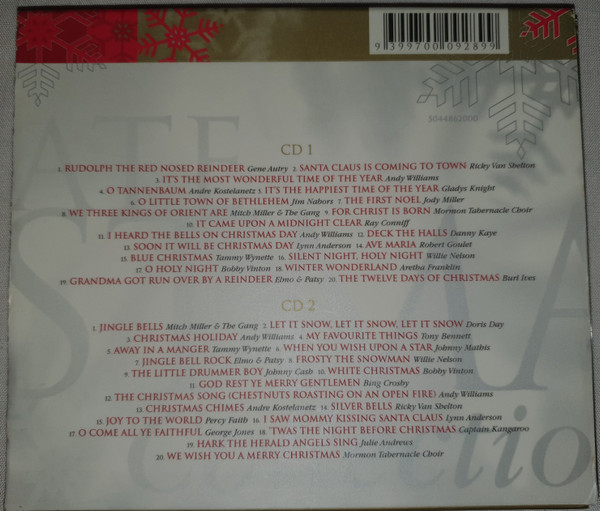 9 399700 092899
3044862000
CD 1
1. RUDOLPH THE RED NOSED REINDEER Gene Autry 2. SANTA CLAUS IS COMING TO TOWN Ricky Van Shelton
3. IT'S THE MOST WONDERFUL TIME OF THE YEAR Andy Williams
4. O TANNENBAUM Andre Kostelanetz 5. IT'S THE HAPPIEST TIME OF THE YEAR Gladys Knight
6. O LITTLE TOWN OF BETHLEHEM Jim Nabors 7. THE FIRST NOEL Jody Miller
8. WE THREE KINGS OF ORIENT ARE Mitch Miller & The Gang 9. FOR CHRIST IS BORN Mormon Tabernacle Choir
10. IT CAME UPON A MIDNIGHT CLEAR Ray Conniff
11. I HEARD THE BELLS ON CHRISTMAS DAY Andy Williams 12. DECK THE HALLS Danny Kaye
13. SOON IT WILL BE CHRISTMAS DAY Lynn Anderson 14. AVE MARIA Robert Goulet
15. BLUE CHRISTMAS Tammy Wynette 16. SILENT NIGHT, HOLY NIGHT Willie Nelson
17. O HOLY NIGHT Bobby Vinton 18. WINTER WONDERLAND Aretha Franklin
19. GRANDMA GOT RUN OVER BY A REINDEER Elmo & Patsy 20. THE TWELVE DAYS OF CHRISTMAS Burl Ives
CD 2
1. JINGLE BELLS Mitch Miller & The Gang 2. LET IT SNOW, LET IT SNOW, LET IT SNOW Doris Day
3. CHRISTMAS HOLIDAY Andy Williams 4. MY FAVOURITE THINGS Tony Bennett
5. AWAY IN A MANGER Tammy Wynette 6. WHEN YOU WISH UPON A STAR Johnny Mathis
7. JINGLE BELL ROCK Elmo & Patsy 8. FROSTY THE SNOWMAN Willie Nelson
9. THE LITTLE DRUMMER BOY Johnny Cash 10. WHITE CHRISTMAS Bobby Vinton
11. GOD REST YE MERRY GENTLEMEN Bing Crosby
12. THE CHRISTMAS SONG (CHESTNUTS ROASTING ON AN OPEN FIRE) Andy Williams
13. CHRISTMAS CHIMES Andre Kostelanetz 14. SILVER BELLS Ricky Van Shelton
15. JOY TO THE WORLD Percy Faith 16. I SAW MOMMY KISSING SANTA CLAUS Lynn Anderson
17. O COME ALL YE FAITHFUL George Jones 18. 'TWAS THE NIGHT BEFORE CHRISTMAS Captain Kangaroo
19. HARK THE HERALD ANGELS SING Julie Andrews
20. WE WISH YOU A MERRY CHRISTMAS Mormon Tabernacle Choir